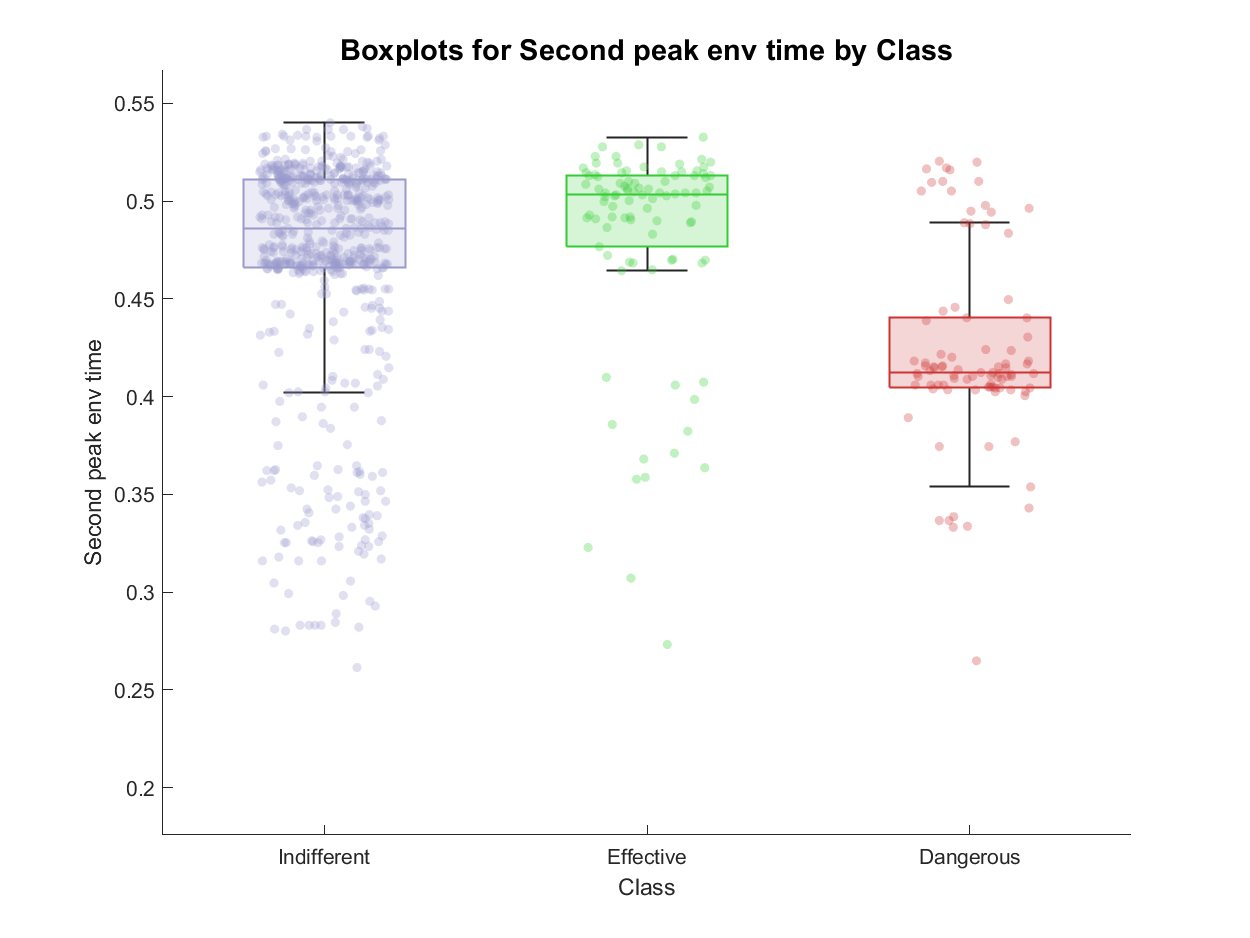 Boxplots for Second peak env time by Class
Second peak env time
0.55
0.5
0.45
0.4
0.35
0.3
0.25
0.2
Indifferent
Effective
Dangerous
Class